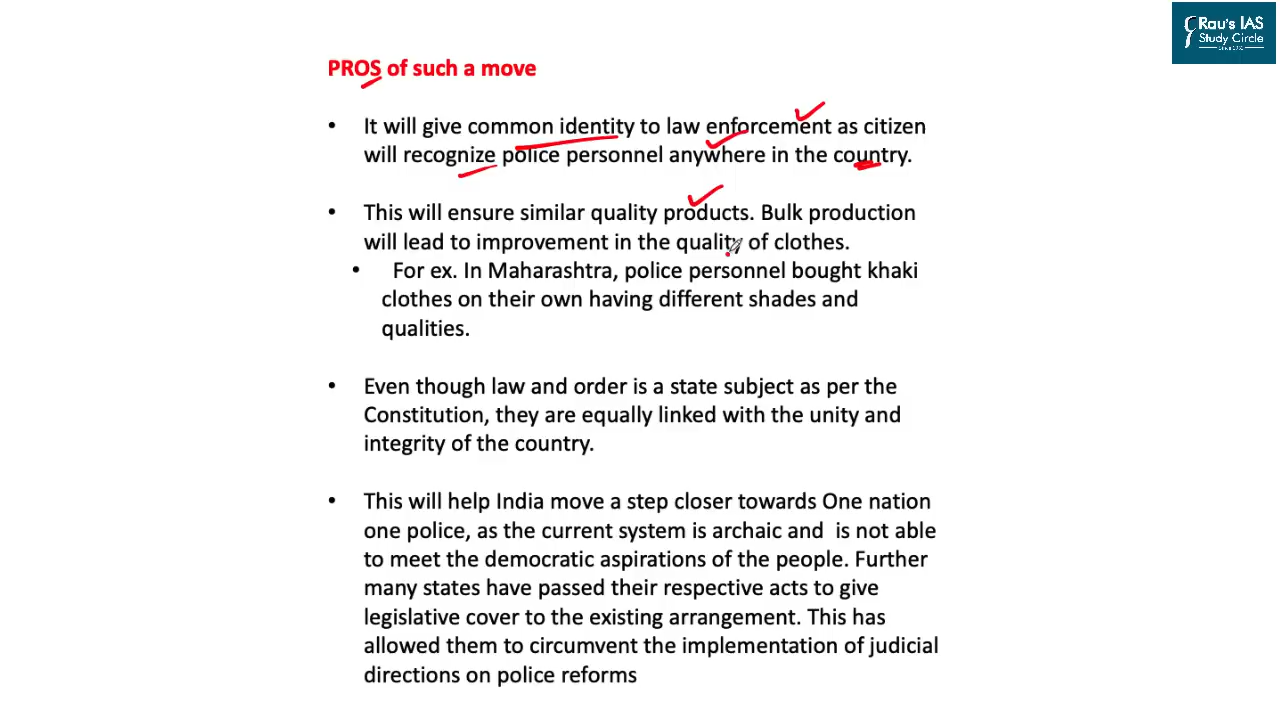 Rau's IAS
Study Circle
PROS of such a move
• It will give common identity to law enforcement as citizen
will recognize police personnel anywhere in the country.
• This will ensure similar quality products. Bulk production
will lead to improvement in the quality of clothes.
• For ex. In Maharashtra, police personnel bought khaki
clothes on their own having different shades and
qualities.
• Even though law and order is a state subject as per the
Constitution, they are equally linked with the unity and
integrity of the country.
• This will help India move a step closer towards One nation
one police, as the current system is archaic and is not able
to meet the democratic aspirations of the people. Further
many states have passed their respective acts to give
legislative cover to the existing arrangement. This has
allowed them to circumvent the implementation of judicial
directions on police reforms